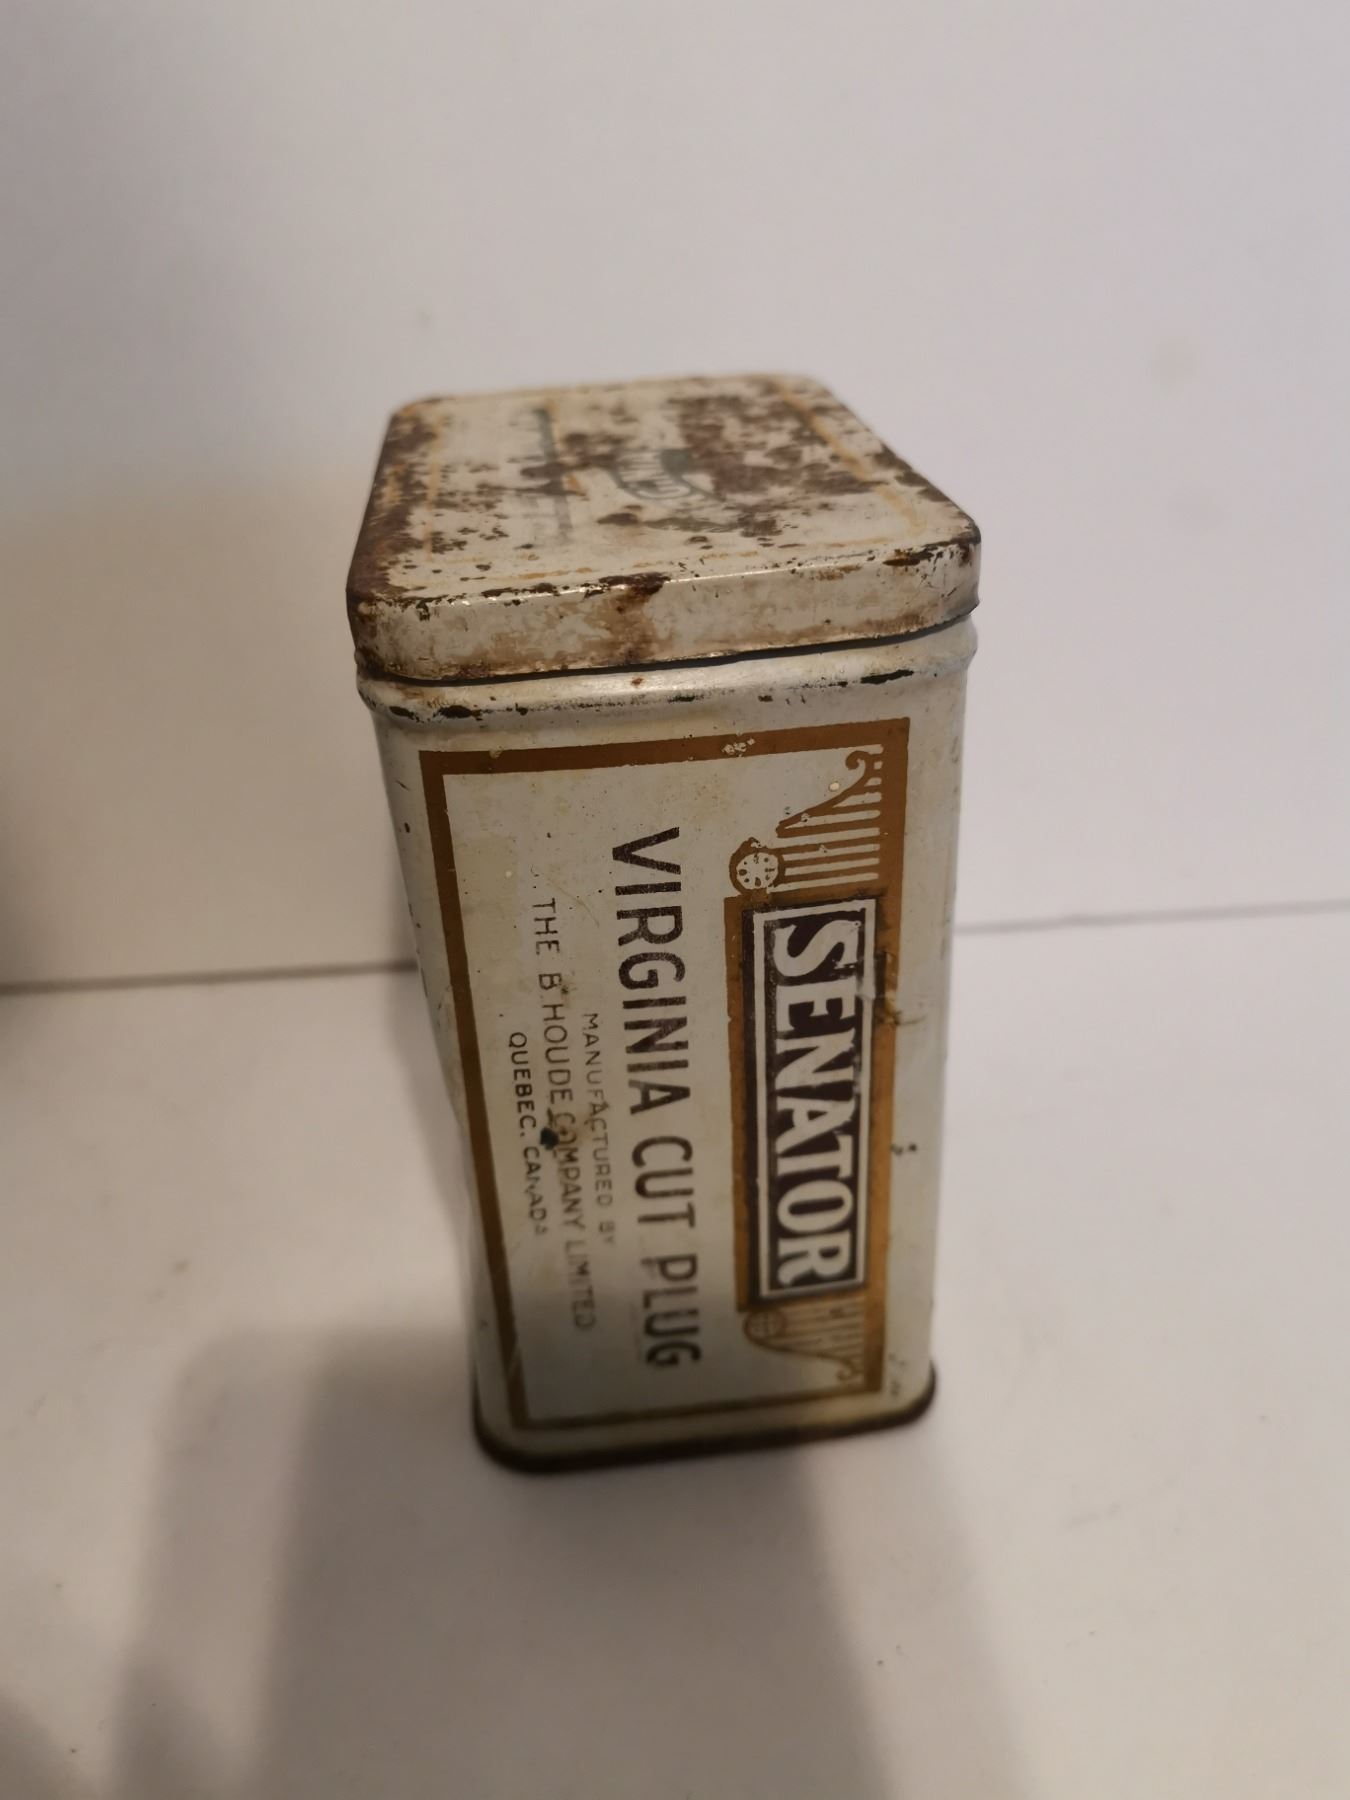 SENATOR
VIRGINIA CUT PLUG
MANUFACTURED BY
THE B. HOUDE COMPANY LIMITED
QUEBEC. CANADA